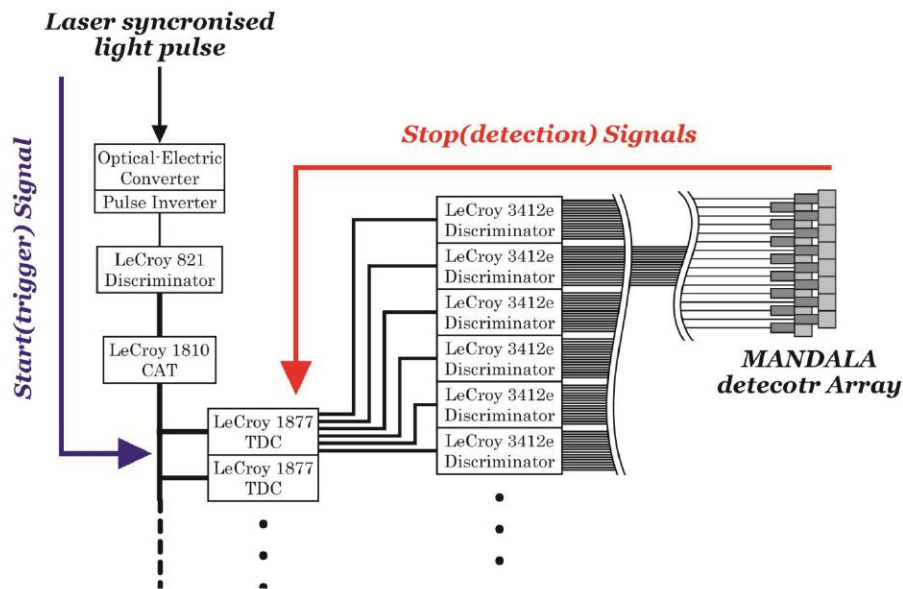 Laser syncronised
light pulse
Start(trigger) Signal
Optical-Electric
Converter
Pulse Inverter
LeCroy 821
Discriminator
LeCroy 1810
CAT
LeCroy 1877
TDC
LeCroy 1877
TDC
Stop(detection) Signals
LeCroy 3412e
Discriminator
LeCroy 3412e
Discriminator
LeCroy 3412e
Discriminator
LeCroy 3412e
Discriminator
LeCroy 3412e
Discriminator
LeCroy 3412e
Discriminator
MANDALA
detecotr Array